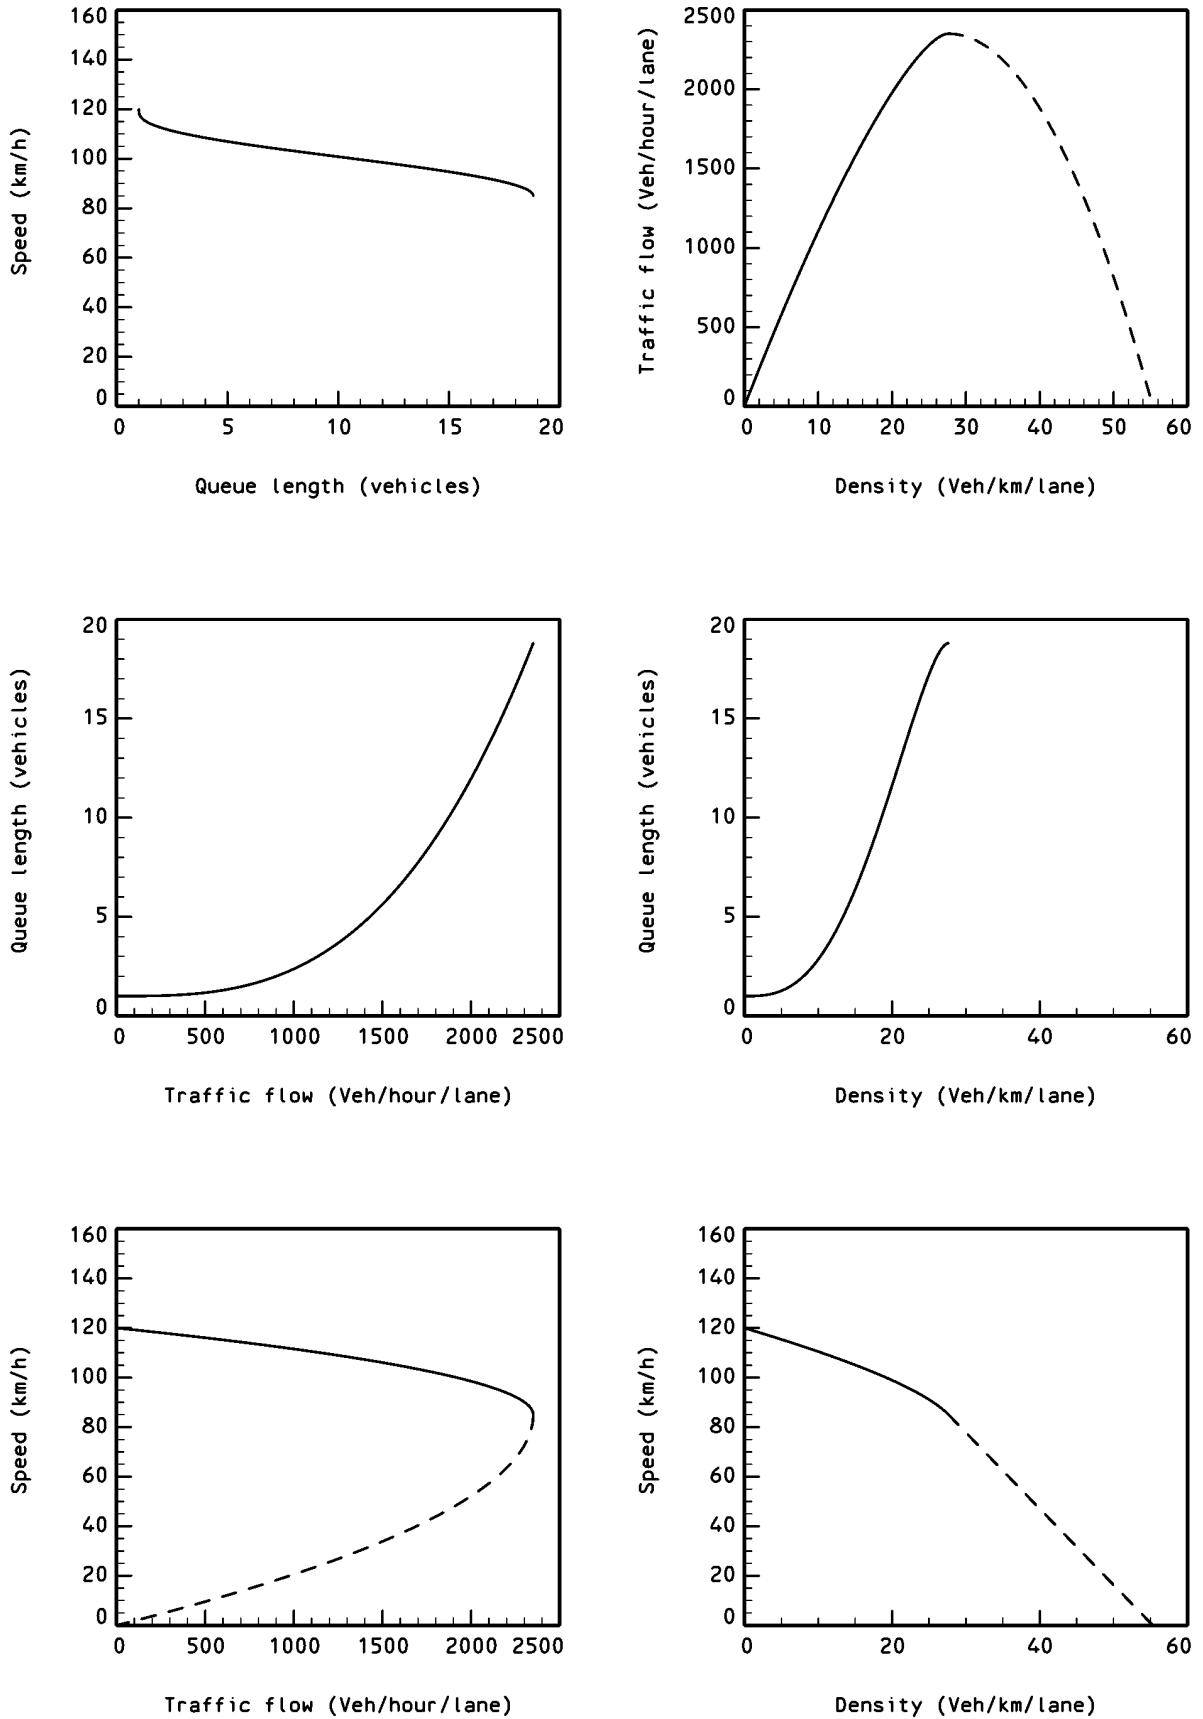 160
140
120
100
80
60
40
20
0
Speed (km/h)
0 5 10 15 20
Queue length (vehicles)
2500
2000
1500
1000
500
0
Traffic flow (Veh/hour/lane)
0 10 20 30 40 50 60
Density (Veh/km/lane)
20
15
10
5
0
Queue length (vehicles)
0 500 1000 1500 2000 2500
Traffic flow (Veh/hour/lane)
20
15
10
5
0
Queue length (vehicles)
0 20 40 60
Density (Veh/km/lane)
160
140
120
100
80
60
40
20
0
Speed (km/h)
0 500 1000 1500 2000 2500
Traffic flow (Veh/hour/lane)
160
140
120
100
80
60
40
20
0
Speed (km/h)
0 20 40 60
Density (Veh/km/lane)